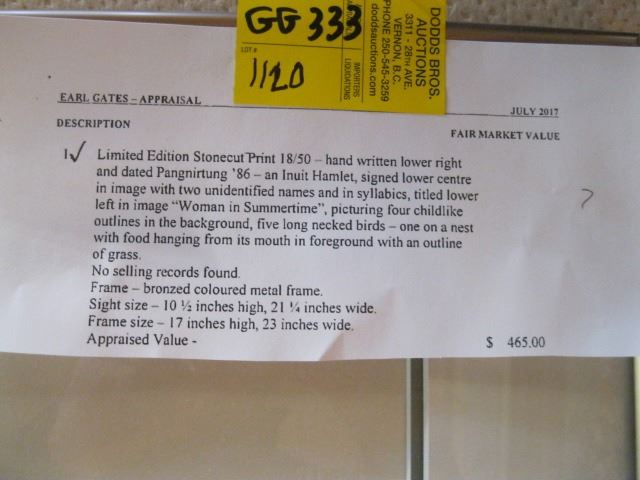 GG 333
LOT #
1120
IMPORTERS
LIQUIDATIONS
DODDS BROS.
AUCTIONS
3311 - 28TH AVE.
VERNON, B.C.
PHONE 250-545-3259
doddsauctions.com
EARL GATES – APPRAISAL
JULY 2017
DESCRIPTION
FAIR MARKET VALUE
1 ✓ Limited Edition Stonecut Print 18/50 – hand written lower right
and dated Pangnirtung '86 – an Inuit Hamlet, signed lower centre
in image with two unidentified names and in syllabics, titled lower
left in image "Woman in Summertime", picturing four childlike
outlines in the background, five long necked birds – one on a nest
with food hanging from its mouth in foreground with an outline
of grass.
No selling records found.
Frame – bronzed coloured metal frame.
Sight size – 10 ½ inches high, 21 ¼ inches wide.
Frame size – 17 inches high, 23 inches wide.
Appraised Value -
$ 465.00